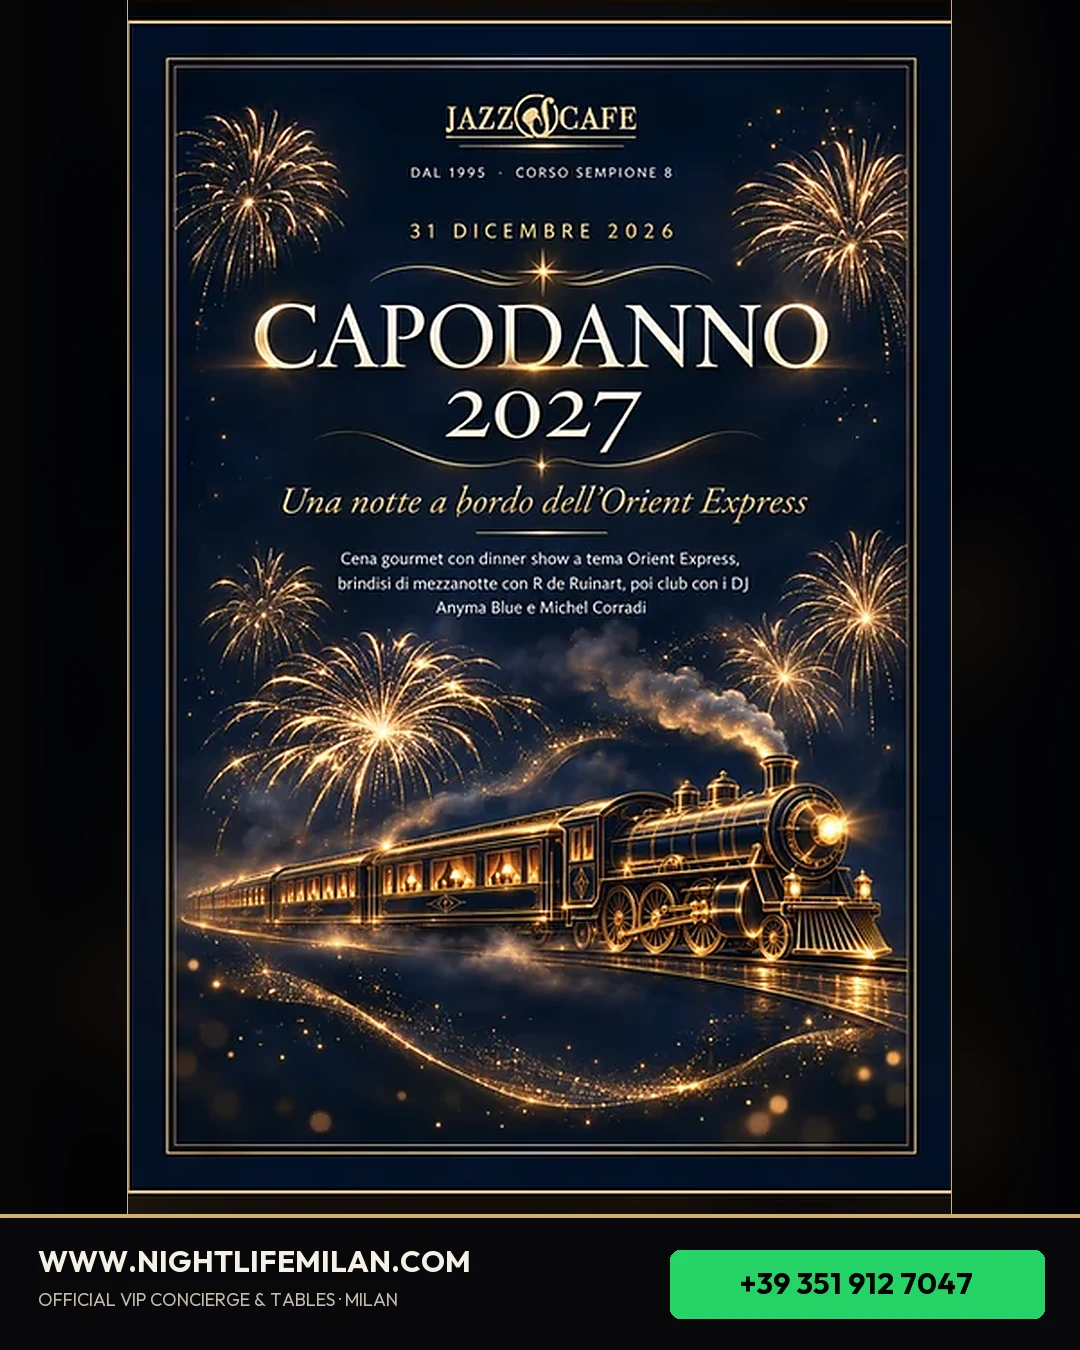 JAZZ CAFE
DAL 1995 · CORSO SEMPIONE 8
31 DICEMBRE 2026
CAPODANNO
2027
Una notte a bordo dell'Orient Express
Cena gourmet con dinner show a tema Orient Express,
brindisi di mezzanotte con R de Ruinart, poi club con i DJ
Anyma Blue e Michel Corradi
WWW.NIGHTLIFEMILAN.COM
OFFICIAL VIP CONCIERGE & TABLES · MILAN
+39 351 912 7047